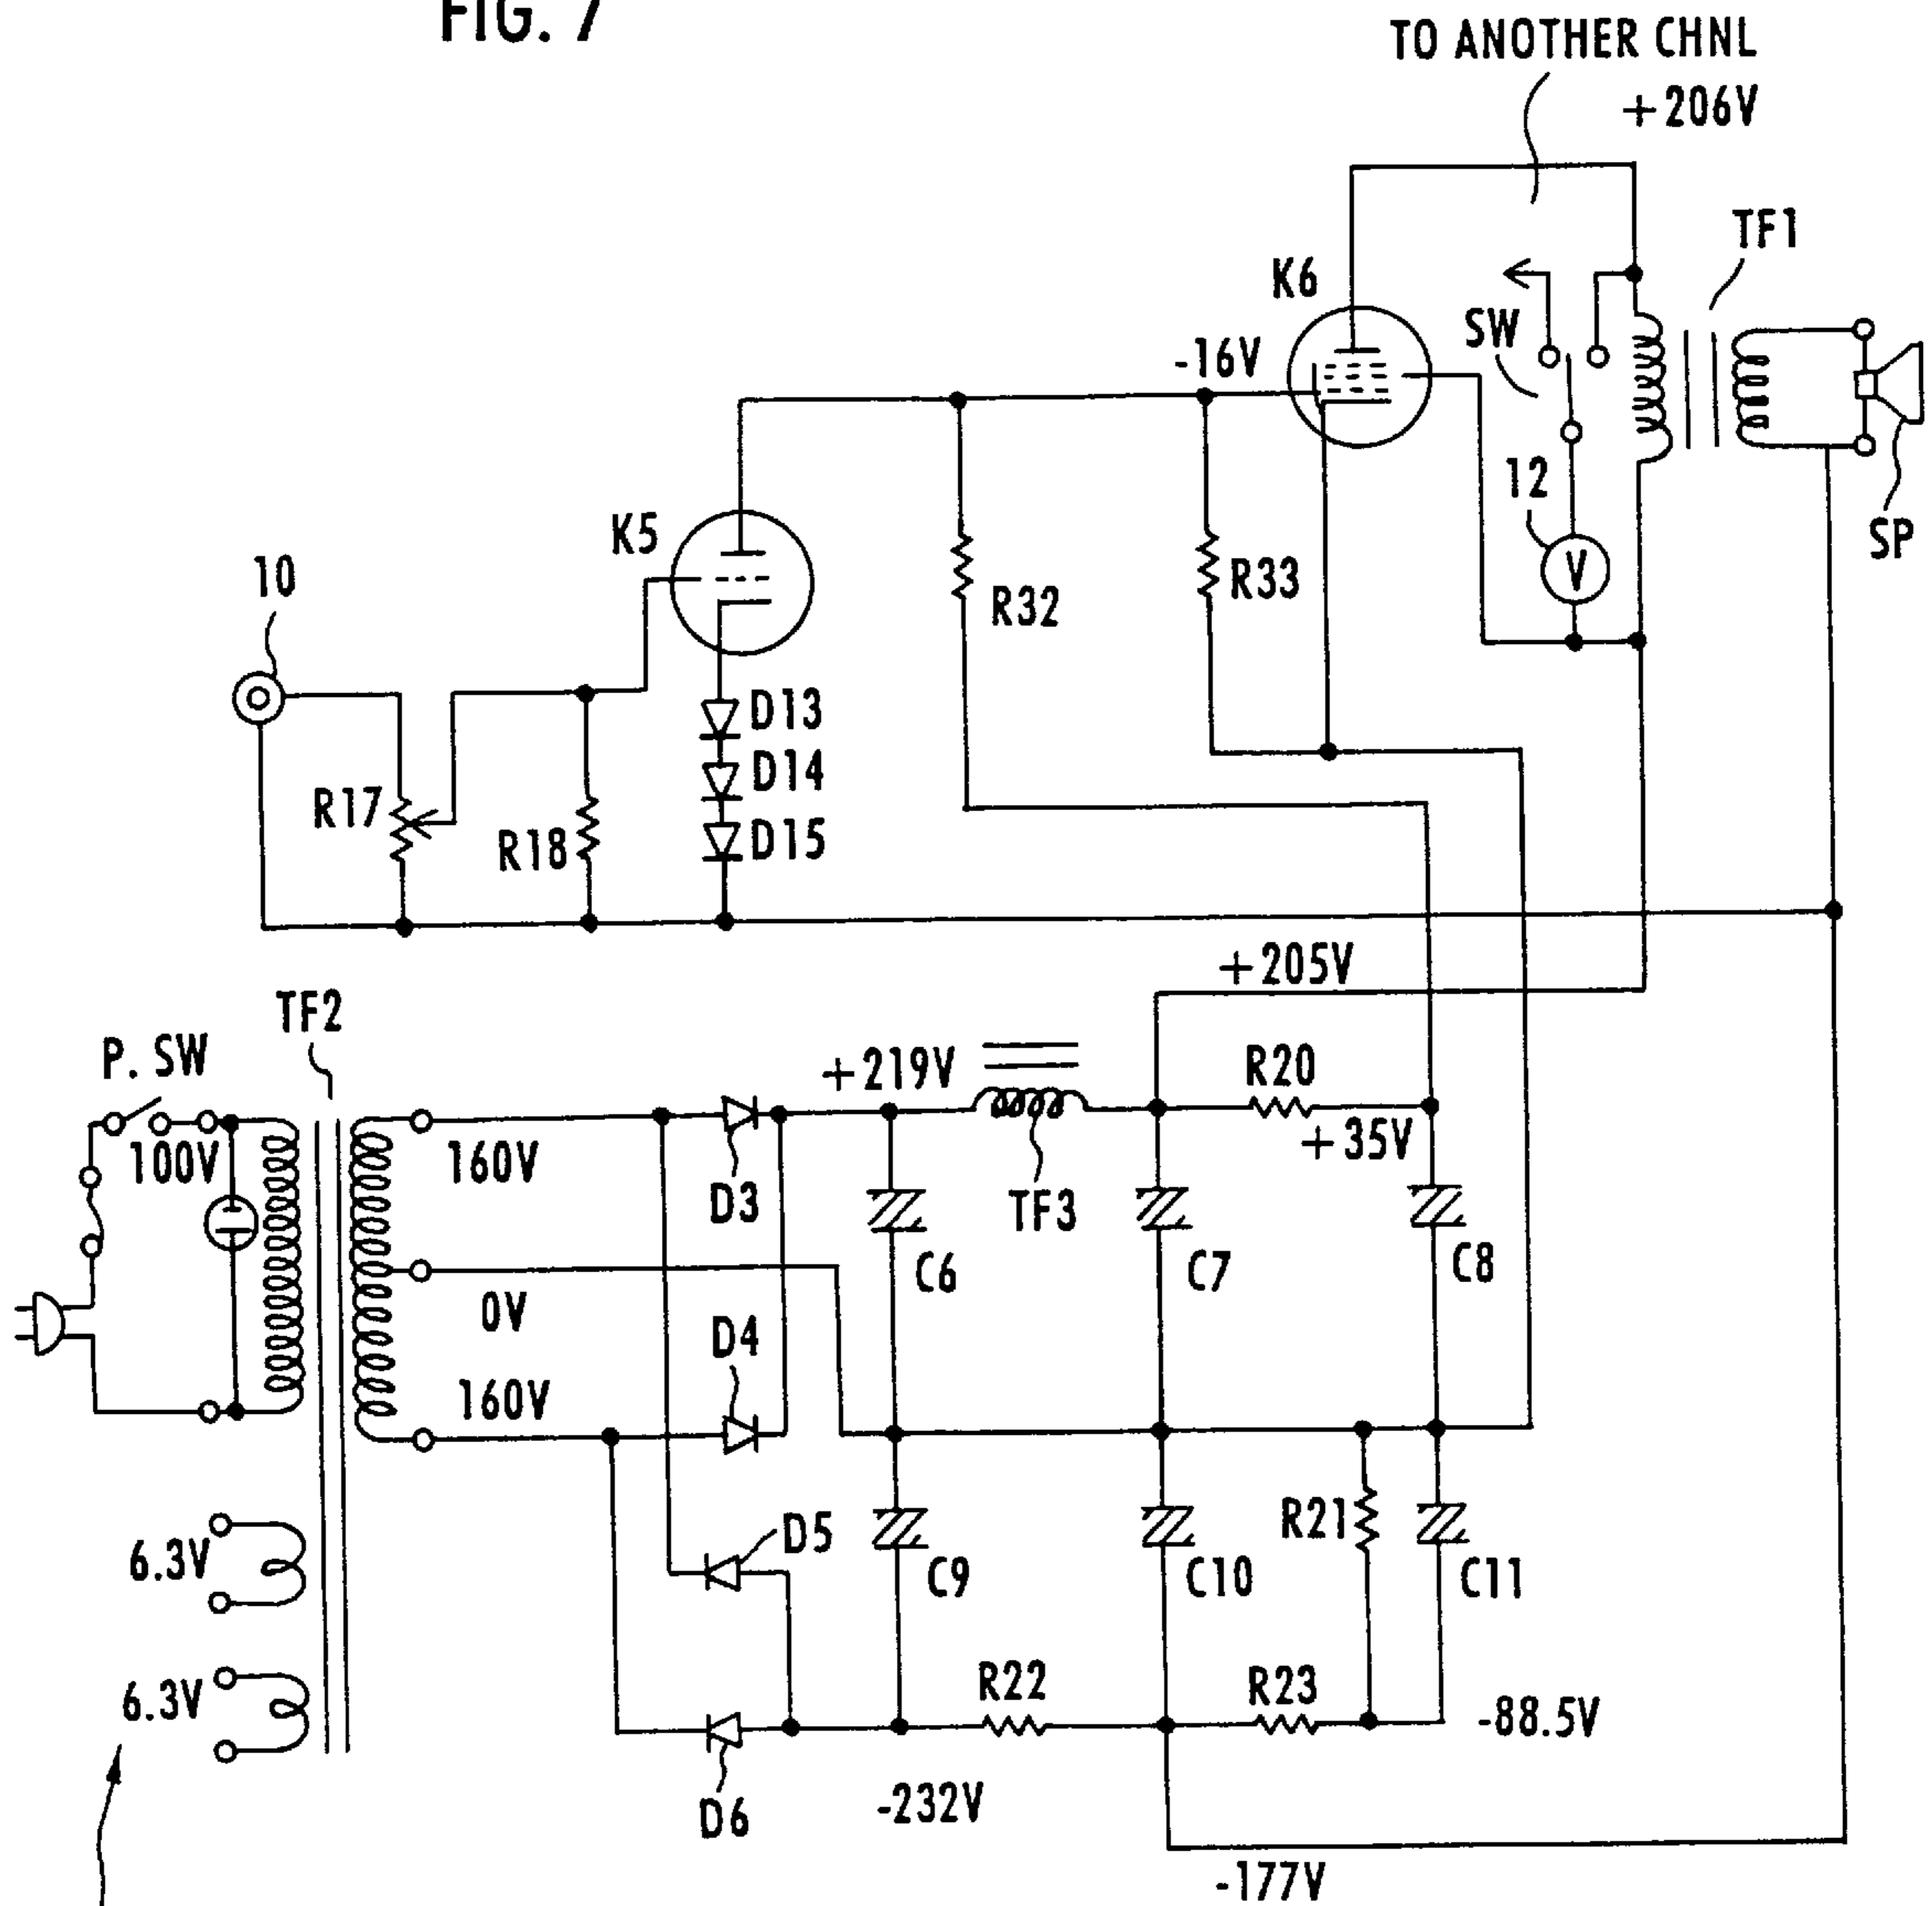 FIG. 7
TO ANOTHER CHNL
+206V
TF1
K6
SW
-16V
12
V
SP
K5
10
R32
R33
D13
D14
D15
R17
R18
+205V
TF2
P. SW
+219V
R20
100V
160V
+35V
D3
TF3
C6
C7
C8
0V
D4
160V
D5
R21
6.3V
C9
C10
C11
R22
R23
6.3V
-88.5V
D6
-232V
-177V